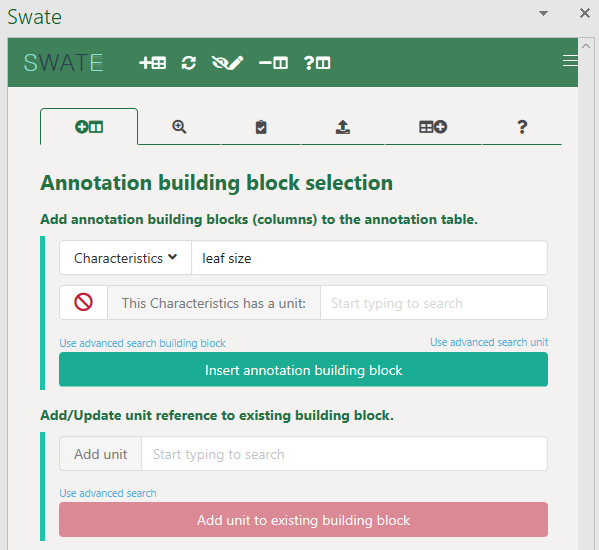 Swate
SWATE
?
?
Annotation building block selection
Add annotation building blocks (columns) to the annotation table.
Characteristics leaf size
This Characteristics has a unit: Start typing to search
Use advanced search building block Use advanced search unit
Insert annotation building block
Add/Update unit reference to existing building block.
Add unit Start typing to search
Use advanced search
Add unit to existing building block